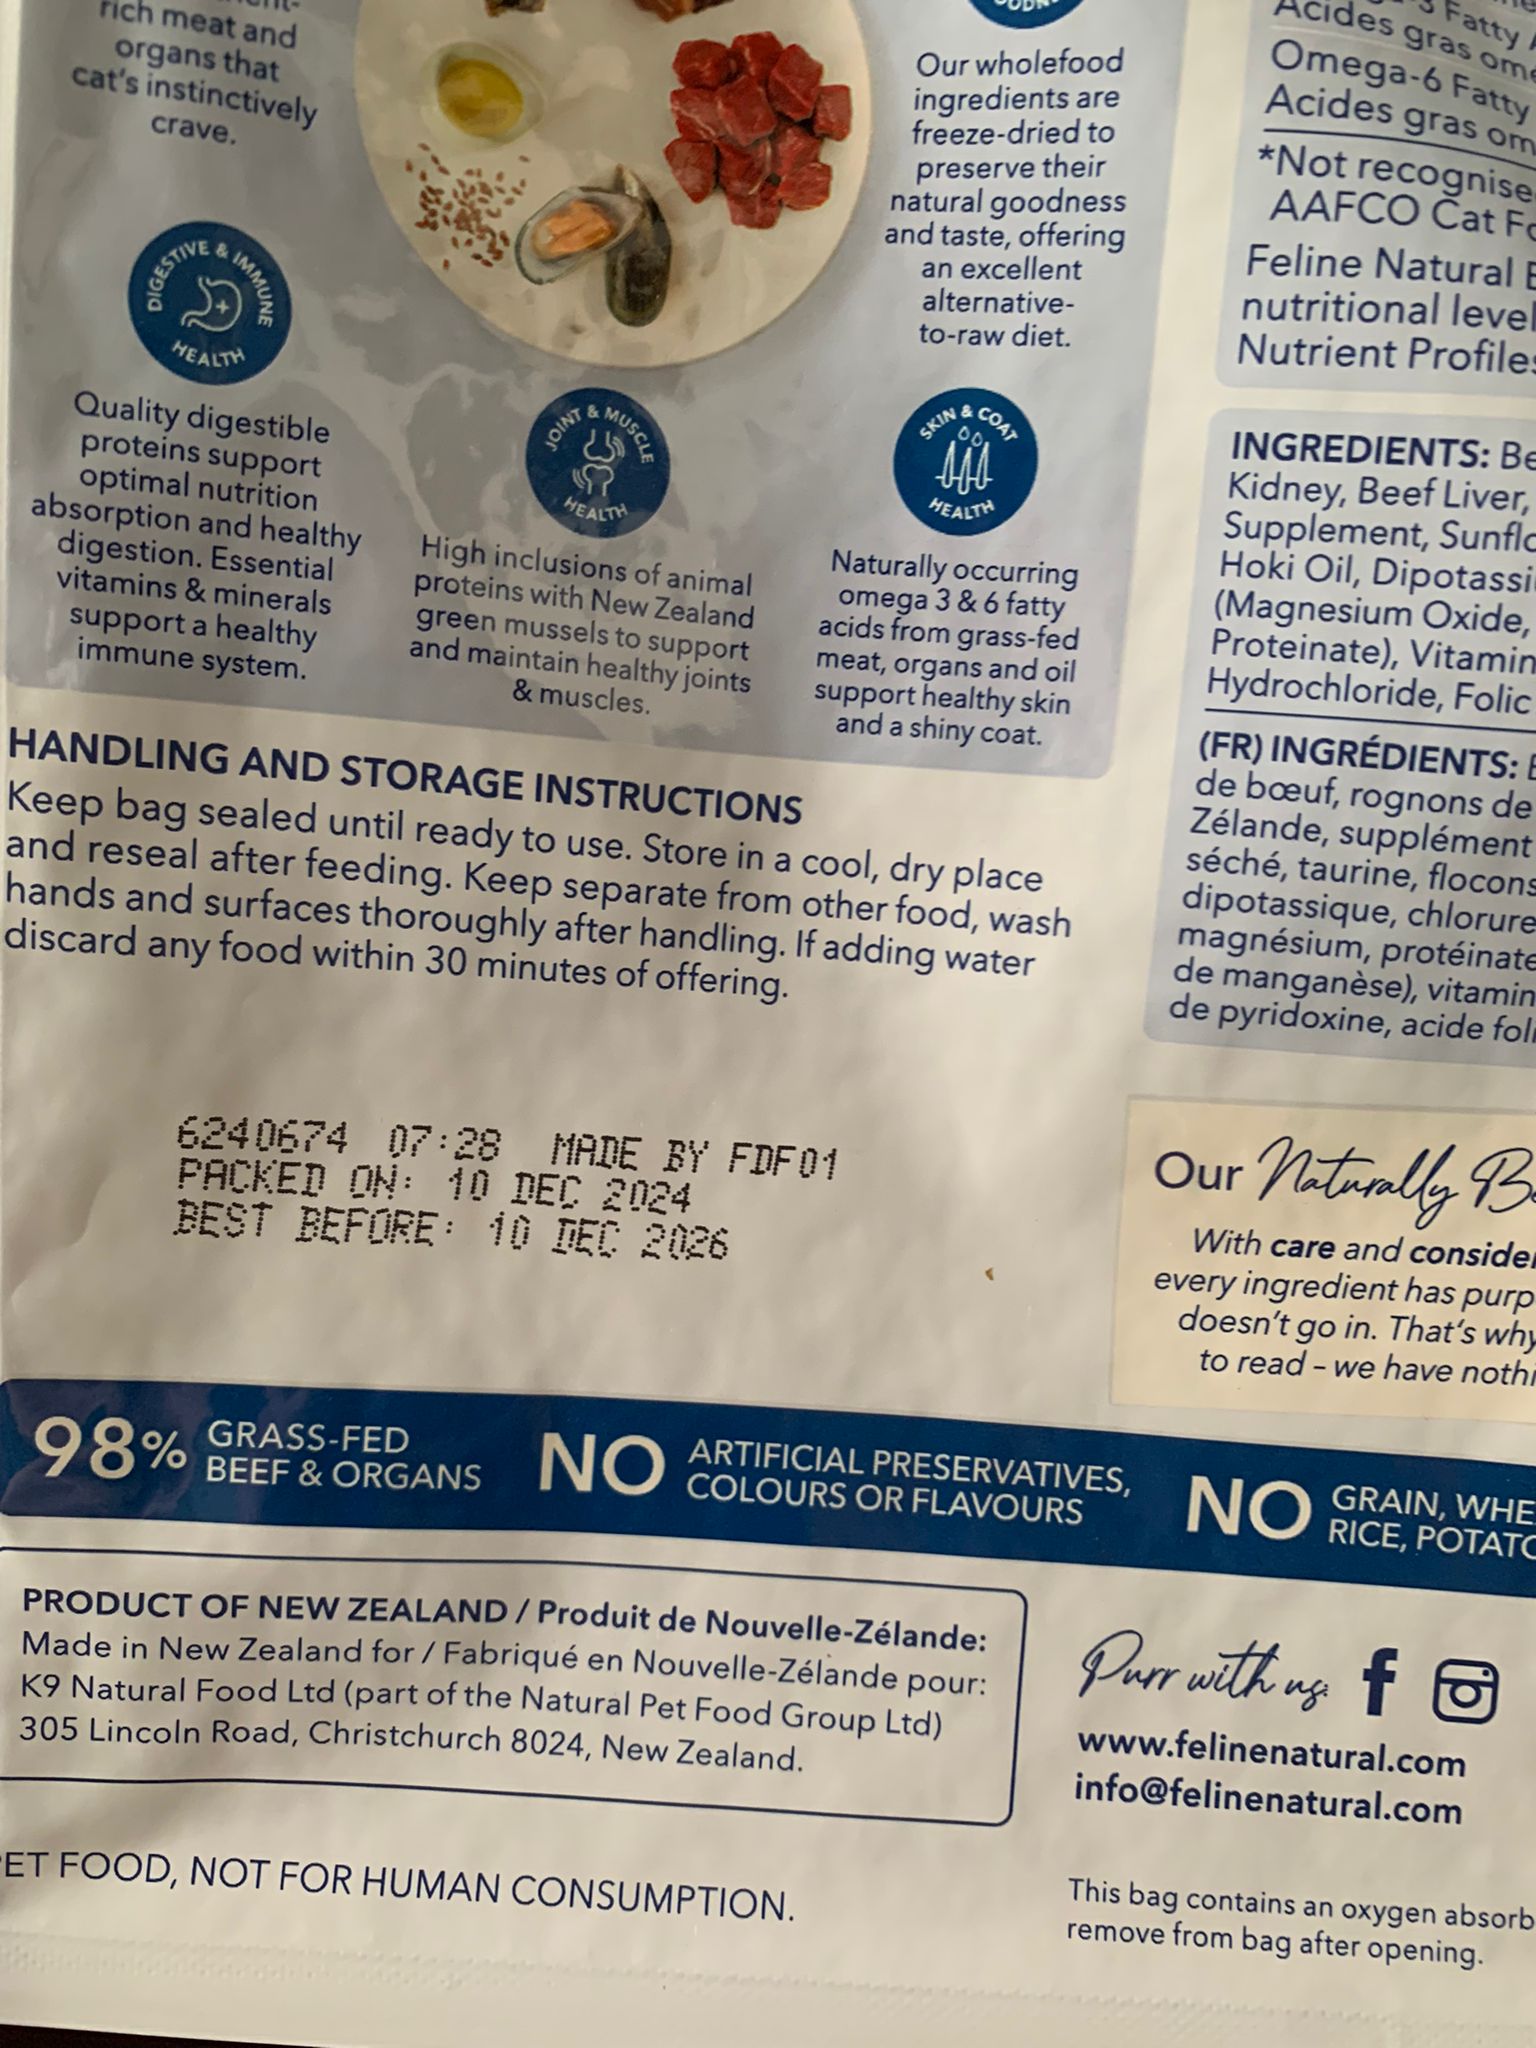 rich meat and
organs that
cat's instinctively
crave.
DIGESTIVE & IMMUNE
HEALTH
Quality digestible
proteins support
optimal nutrition
absorption and healthy
digestion. Essential
vitamins & minerals
support a healthy
immune system.
JOINT & MUSCLE
HEALTH
High inclusions of animal
proteins with New Zealand
green mussels to support
and maintain healthy joints
& muscles.
Our wholefood
ingredients are
freeze-dried to
preserve their
natural goodness
and taste, offering
an excellent
alternative-
to-raw diet.
SKIN & COAT
HEALTH
Naturally occurring
omega 3 & 6 fatty
acids from grass-fed
meat, organs and oil
support healthy skin
and a shiny coat.
HANDLING AND STORAGE INSTRUCTIONS
Keep bag sealed until ready to use. Store in a cool, dry place
and reseal after feeding. Keep separate from other food, wash
hands and surfaces thoroughly after handling. If adding water
discard any food within 30 minutes of offering.
6240674 07:28 MADE BY FDF01
PACKED ON: 10 DEC 2024
BEST BEFORE: 10 DEC 2026
Fatty
Acides gras
Omega-6 Fatty
Acides gras
*Not
AAFCO Cat
Feline Natural
nutritional
Nutrient Profiles
INGREDIENTS:
Kidney, Beef Liver,
Supplement,
Hoki Oil,
(Magnesium Oxide,
Proteinate), Vitamin
Hydrochloride, Folic
(FR) INGRÉDIENTS:
de bœuf, rognons de
Zélande, supplément
séché, taurine, flocons
dipotassique, chlorure
magnésium,
de manganèse),
de pyridoxine, acide
Our Naturally
With care and
every ingredient has
doesn't go in. That's why
to read – we have
98% GRASS-FED
BEEF & ORGANS
NO ARTIFICIAL PRESERVATIVES,
COLOURS OR FLAVOURS
NO GRAIN,
RICE,
PRODUCT OF NEW ZEALAND / Produit de Nouvelle-Zélande:
Made in New Zealand for / Fabriqué en Nouvelle-Zélande pour:
K9 Natural Food Ltd (part of the Natural Pet Food Group Ltd)
305 Lincoln Road, Christchurch 8024, New Zealand.
Purr with us:
www.felinenatural.com
info@felinenatural.com
FOOD, NOT FOR HUMAN CONSUMPTION.
This bag contains an oxygen
remove from bag after opening.